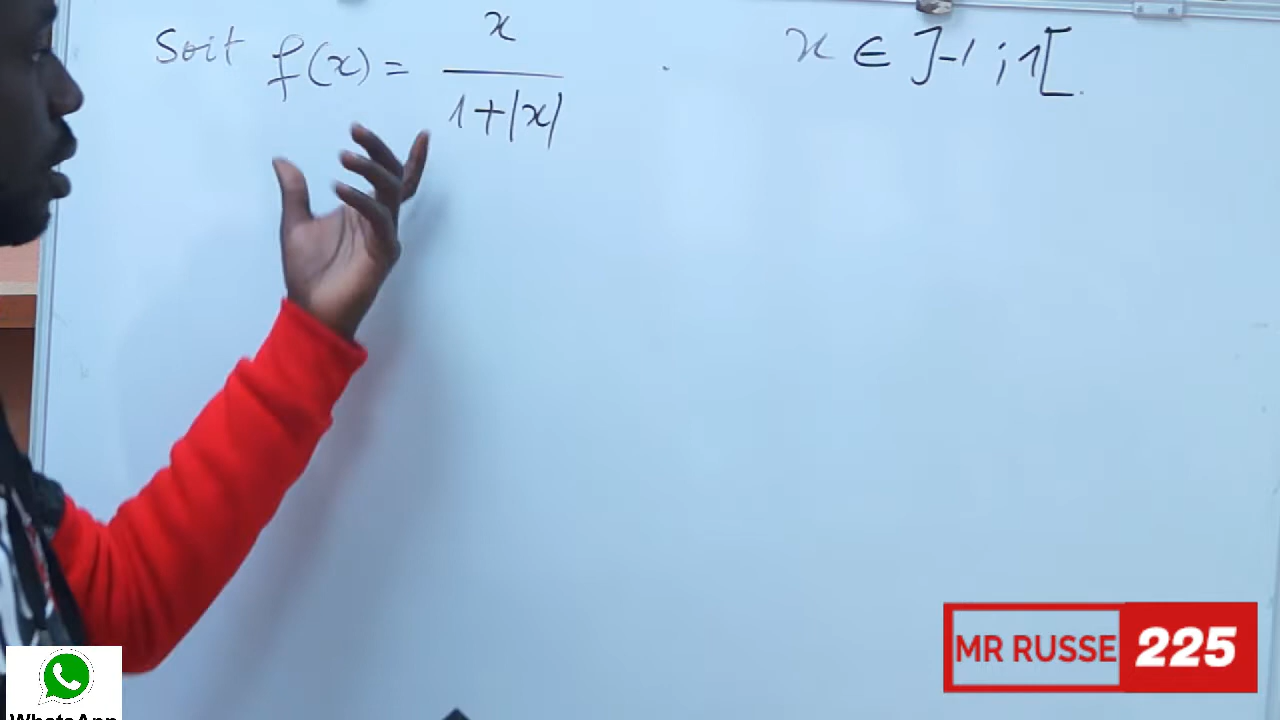 Soit f(x) = x / 1+|x| . x ∈ ]-1 ; 1[.
MR RUSSE 225
WhatsApp